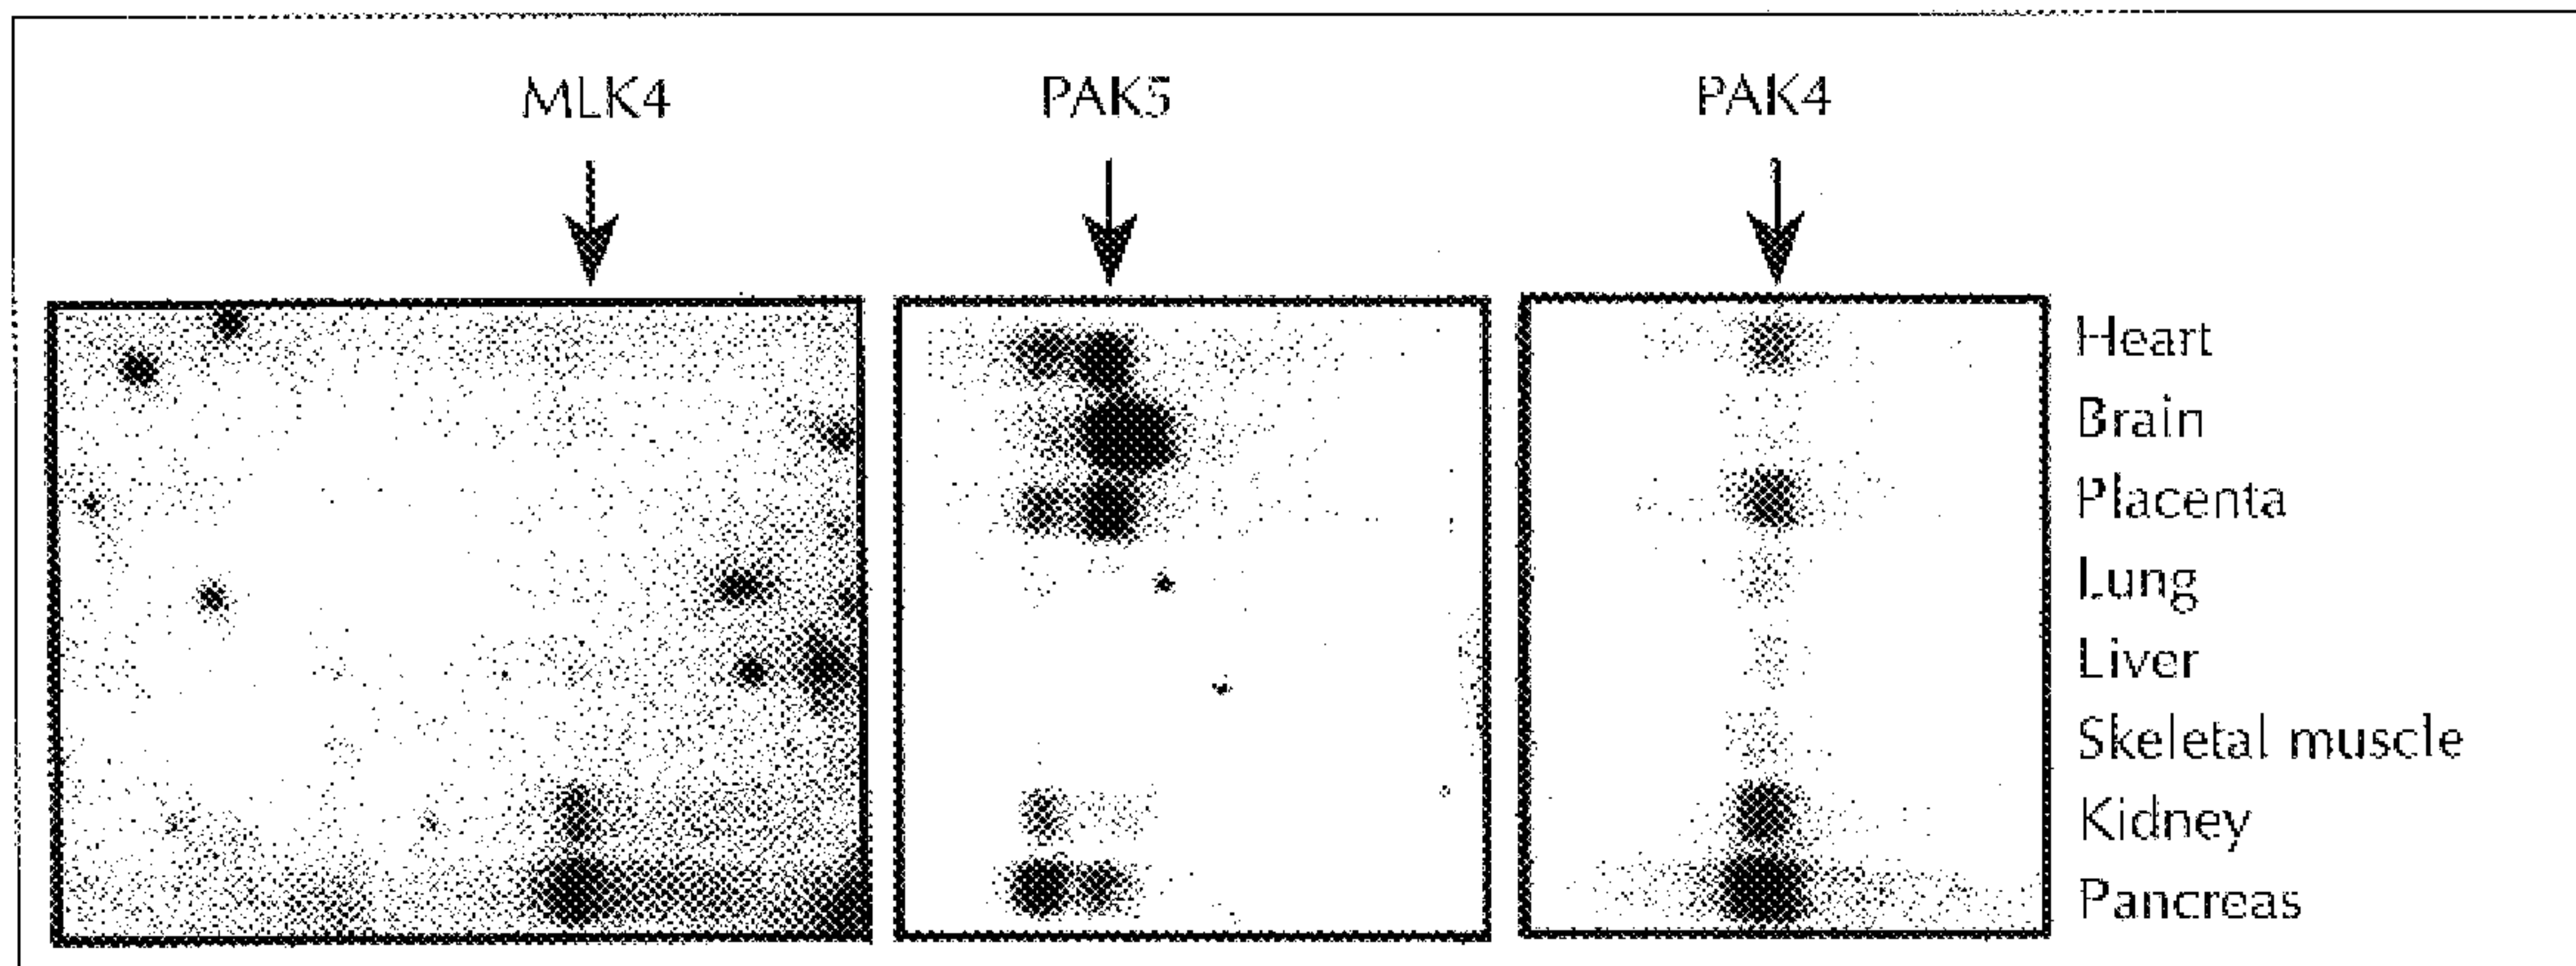 MLK4 PAK5 PAK4
Heart
Brain
Placenta
Lung
Liver
Skeletal muscle
Kidney
Pancreas